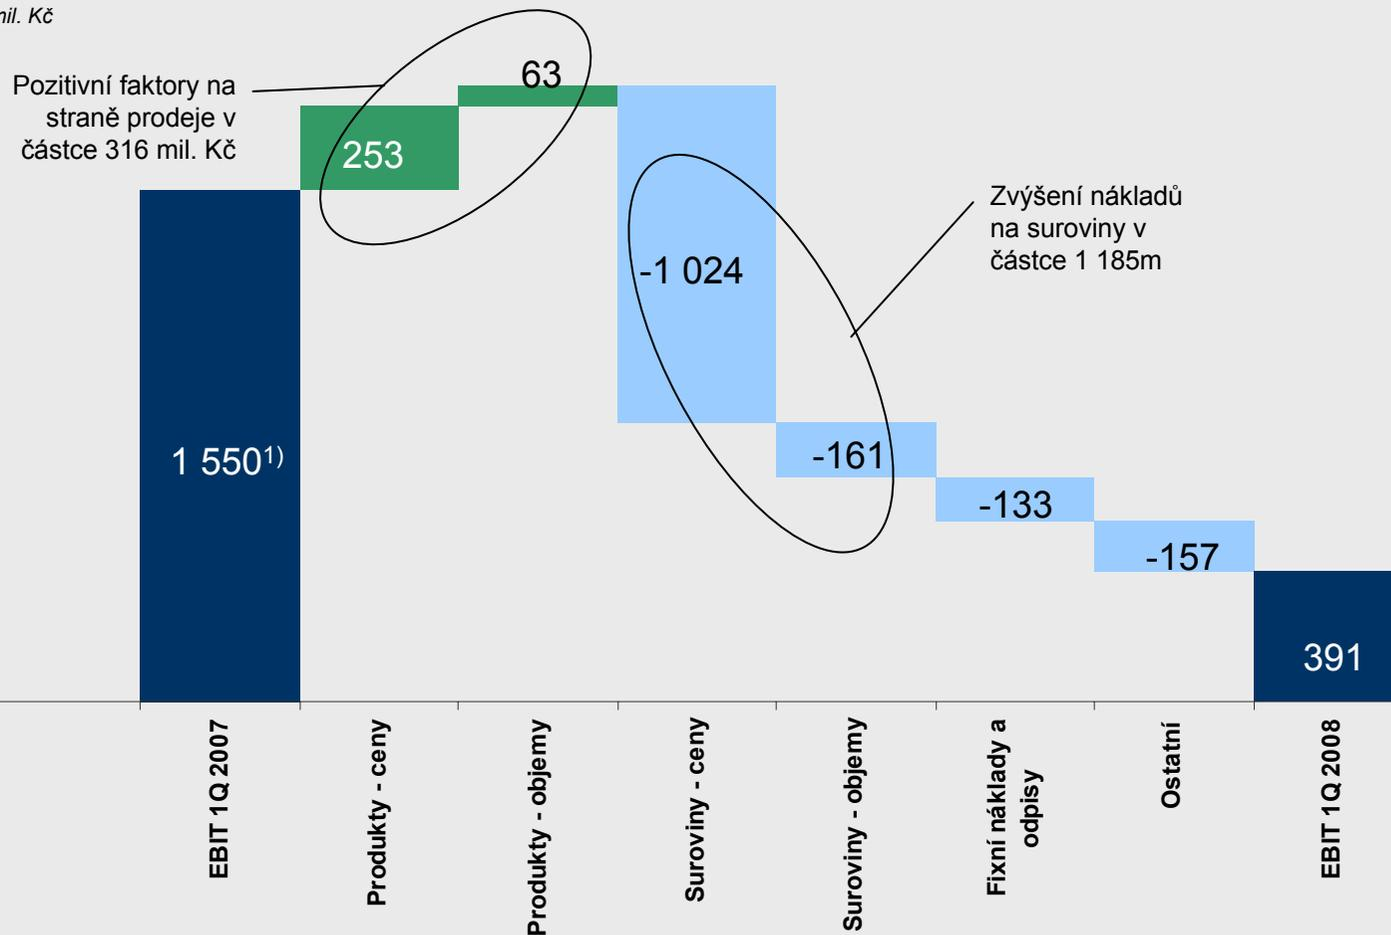 mil. Kč
Pozitivní faktory na
straně prodeje v
částce 316 mil. Kč
63
253
Zvýšení nákladů
na suroviny v
částce 1 185m
-1 024
1 550¹⁾
-161
-133
-157
391
EBIT 1Q 2007
Produkty - ceny
Produkty - objemy
Suroviny - ceny
Suroviny - objemy
Fixní náklady a
odpisy
Ostatní
EBIT 1Q 2008